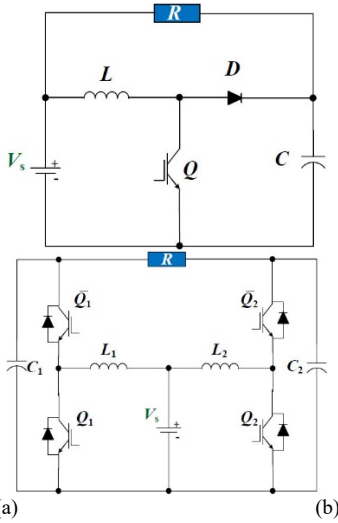 R
L D
Vs + - Q C
R
Q̄1 Q̄2
L1 L2
C1 C2
Q1 Vs + - Q2
(a) (b)